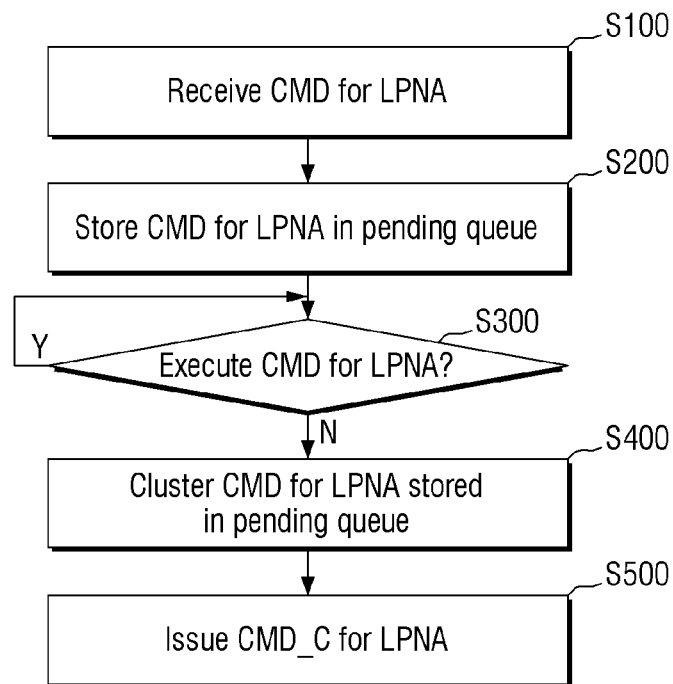 S100
Receive CMD for LPNA
S200
Store CMD for LPNA in pending queue
S300
Y
Execute CMD for LPNA?
N
S400
Cluster CMD for LPNA stored
in pending queue
S500
Issue CMD_C for LPNA